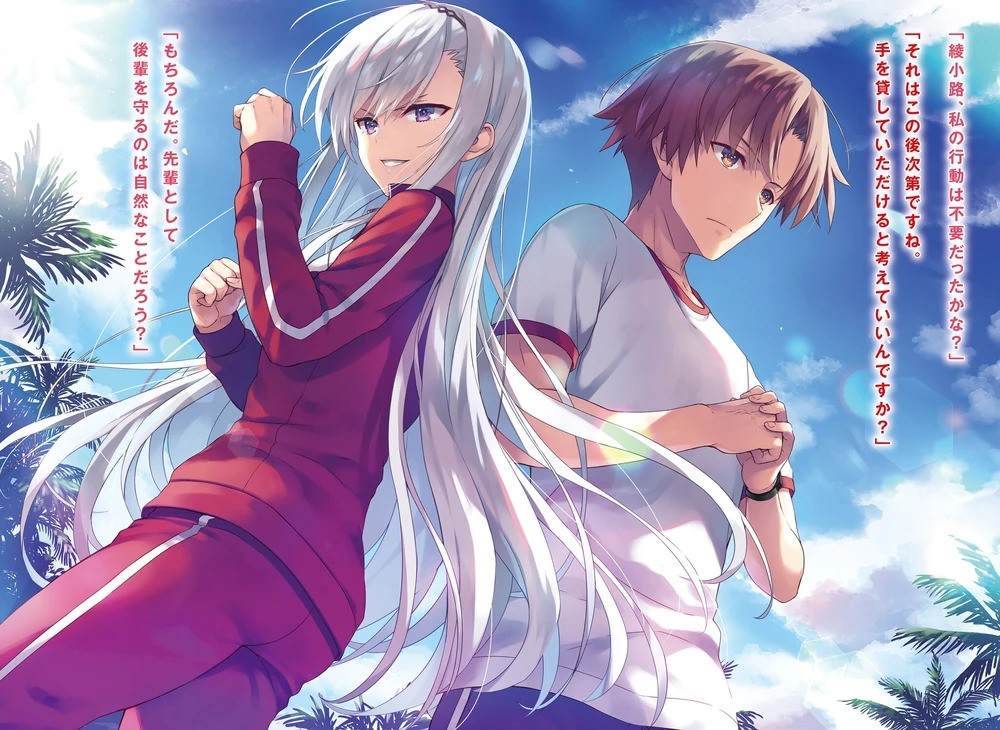 「綾小路、私の行動は不要だったかな？」
「それはこの後次第ですね。
手を貸していただけると考えていいんですか？」
「もちろんだ。先輩として
後輩を守るのは自然なことだろう？」